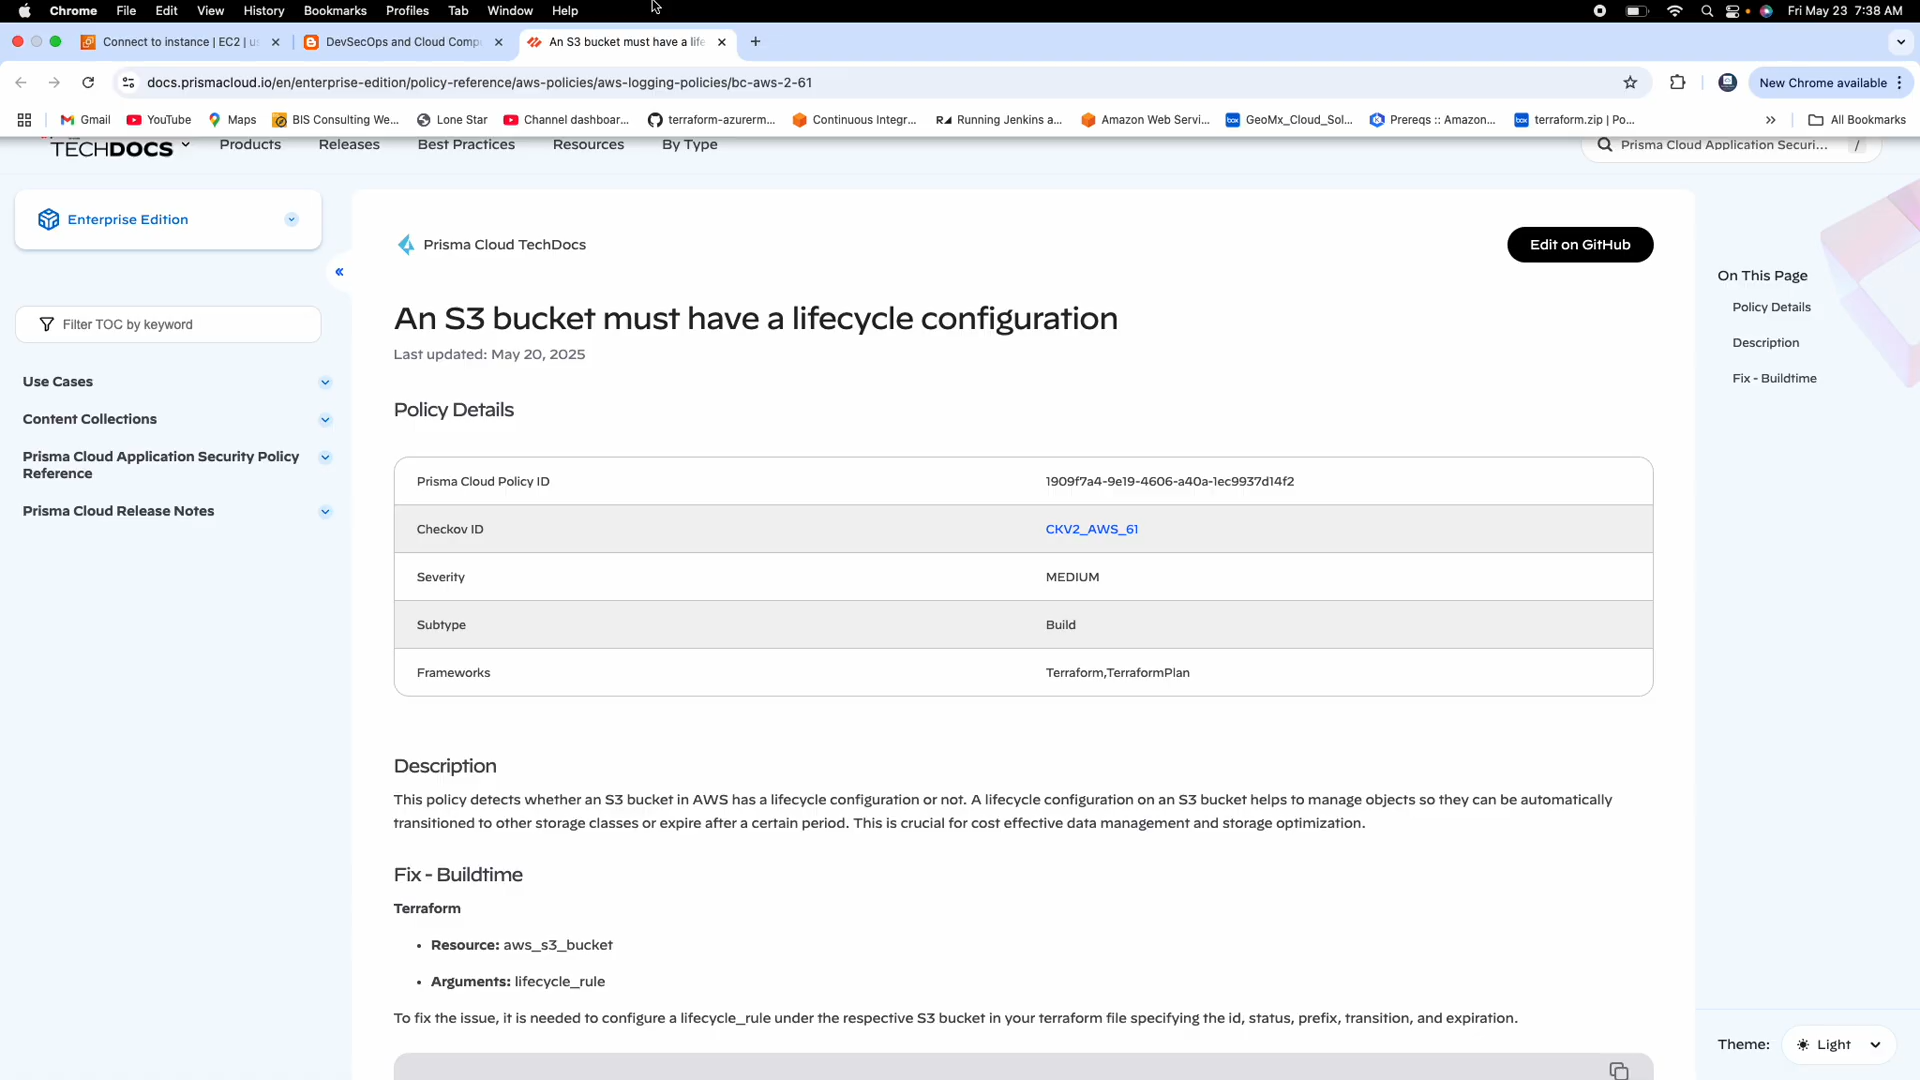 Chrome File Edit View History Bookmarks Profiles Tab Window Help Fri May 23 7:38 AM
Connect to instance | EC2 | us
DevSecOps and Cloud Comp
An S3 bucket must have a life
docs.prismacloud.io/en/enterprise-edition/policy-reference/aws-policies/aws-logging-policies/bc-aws-2-61
New Chrome available
Gmail YouTube Maps BIS Consulting We... Lone Star Channel dashboar... terraform-azurerm... Continuous Integr... Running Jenkins a... Amazon Web Servi... GeoMx_Cloud_Sol... Prereqs :: Amazon... terraform.zip | Po... » All Bookmarks
TECHDOCS Products Releases Best Practices Resources By Type
Prisma Cloud Application Securi... /
Enterprise Edition
«
Filter TOC by keyword
Use Cases
Content Collections
Prisma Cloud Application Security Policy
Reference
Prisma Cloud Release Notes
Prisma Cloud TechDocs
Edit on GitHub
An S3 bucket must have a lifecycle configuration
Last updated: May 20, 2025
Policy Details
Prisma Cloud Policy ID 1909f7a4-9e19-4606-a40a-1ec9937d14f2
Checkov ID CKV2_AWS_61
Severity MEDIUM
Subtype Build
Frameworks Terraform,TerraformPlan
Description
This policy detects whether an S3 bucket in AWS has a lifecycle configuration or not. A lifecycle configuration on an S3 bucket helps to manage objects so they can be automatically
transitioned to other storage classes or expire after a certain period. This is crucial for cost effective data management and storage optimization.
Fix - Buildtime
Terraform
• Resource: aws_s3_bucket
• Arguments: lifecycle_rule
To fix the issue, it is needed to configure a lifecycle_rule under the respective S3 bucket in your terraform file specifying the id, status, prefix, transition, and expiration.
On This Page
Policy Details
Description
Fix - Buildtime
Theme: Light